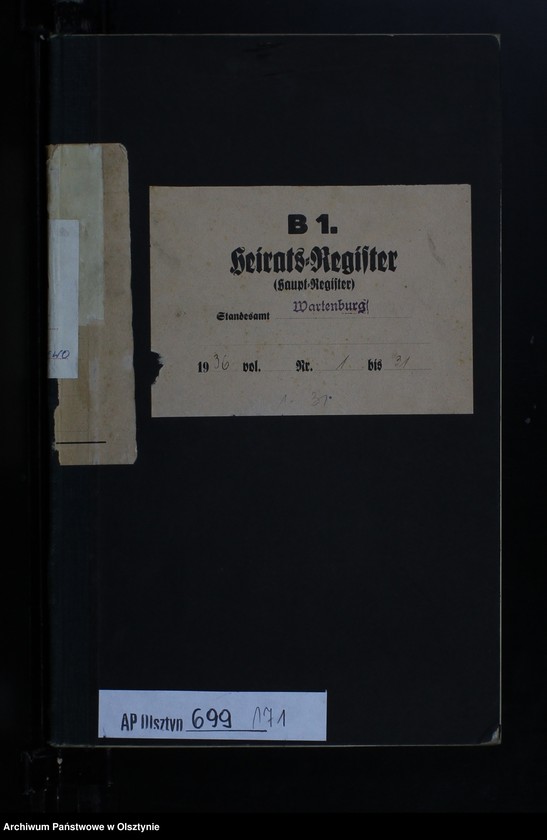 B 1.
Heirats-Register
(Haupt-Register)
Standesamt Wartenburg
1936 vol. Nr. 1 bis 31
31
AP Olsztyn 699 171
Archiwum Państwowe w Olsztynie